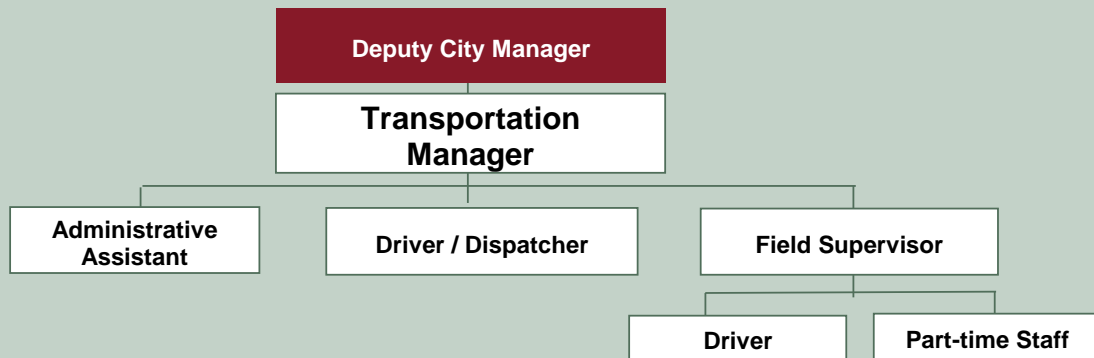 Deputy City Manager
Transportation
Manager
Administrative
Assistant
Driver / Dispatcher
Field Supervisor
Driver
Part-time Staff